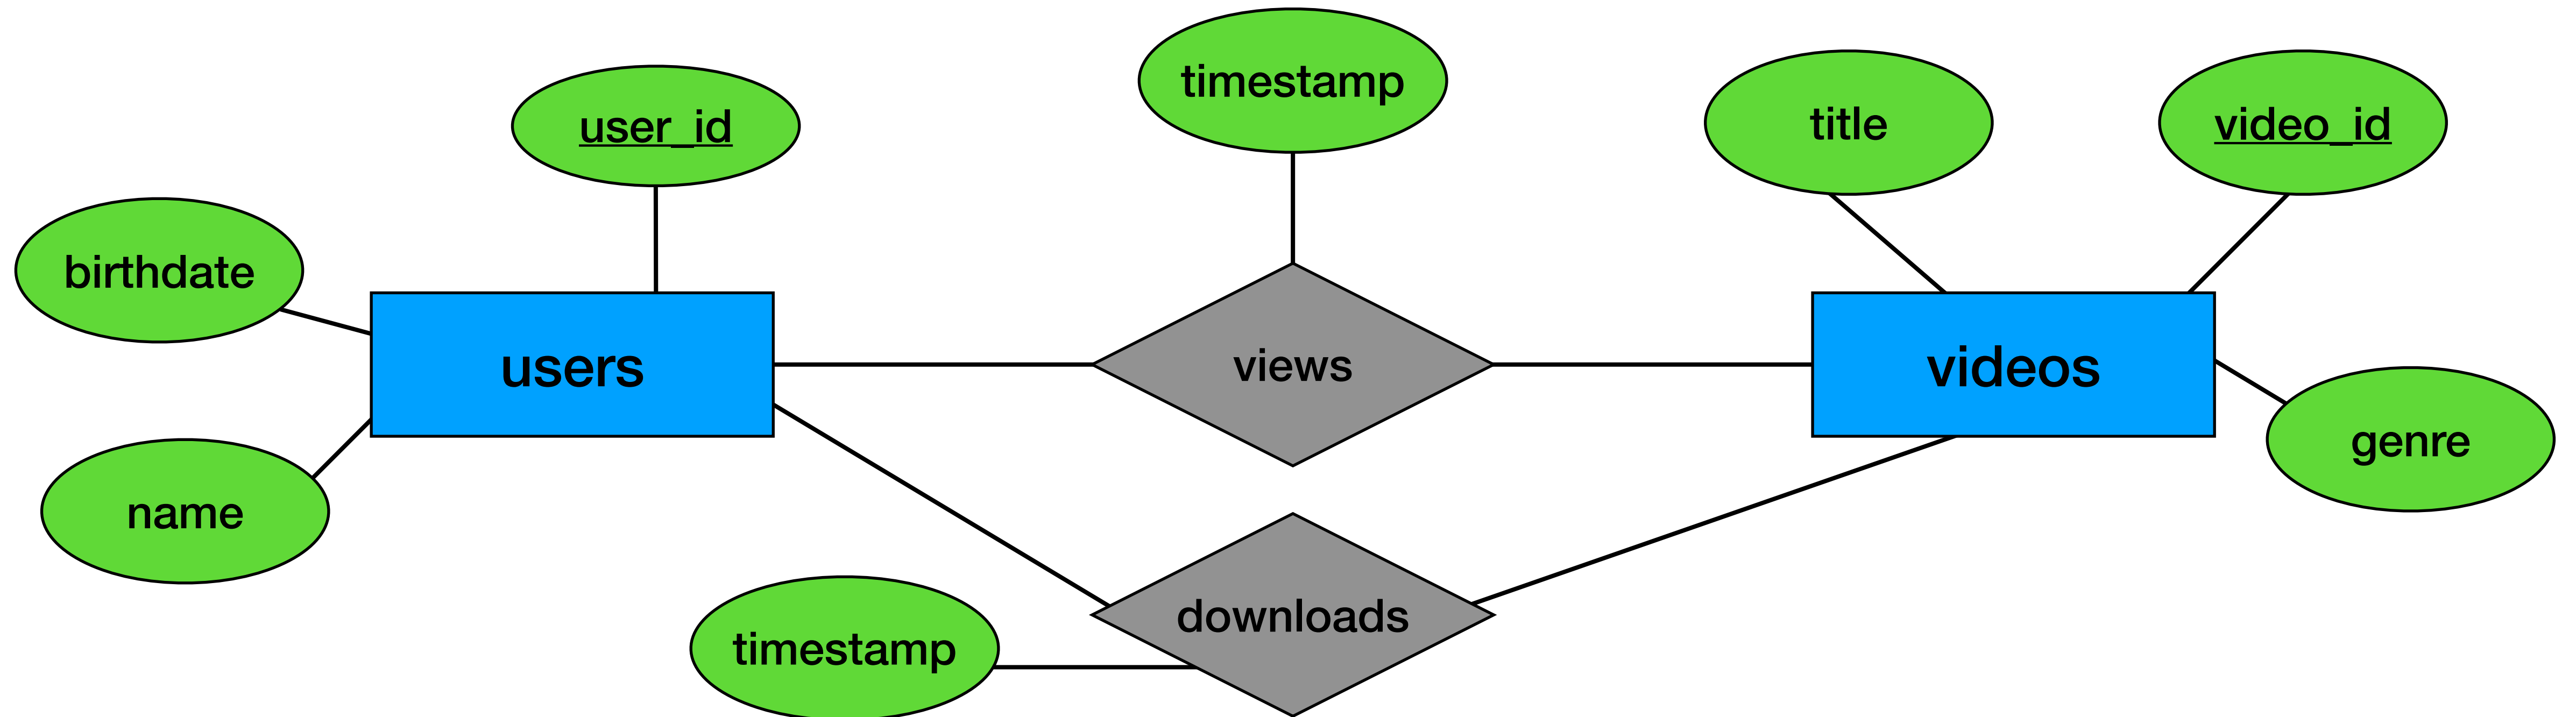 timestamp
title
video_id
user_id
birthdate
users
views
videos
genre
name
downloads
timestamp